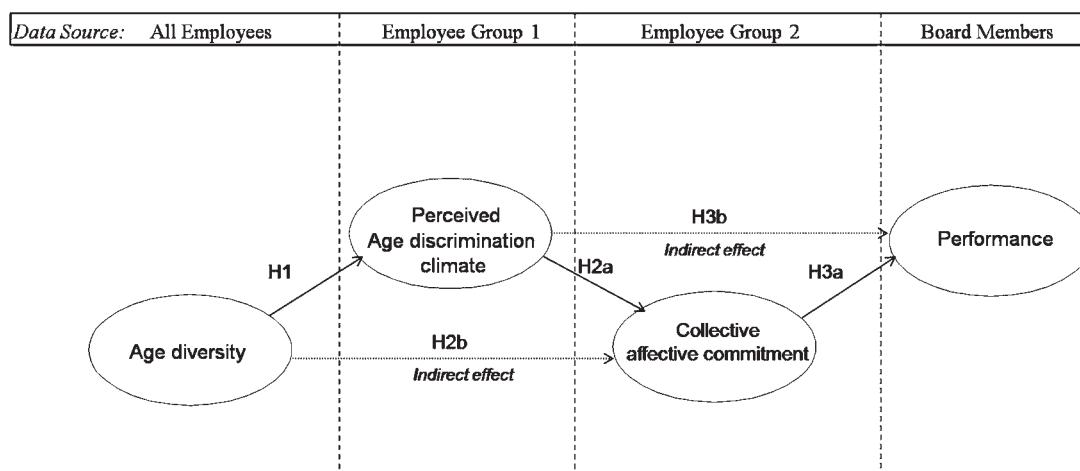 Data Source: All Employees Employee Group 1 Employee Group 2 Board Members
Perceived
Age discrimination
climate
H3b
Indirect effect
Performance
H1
H2a
H3a
Age diversity
H2b
Indirect effect
Collective
affective commitment